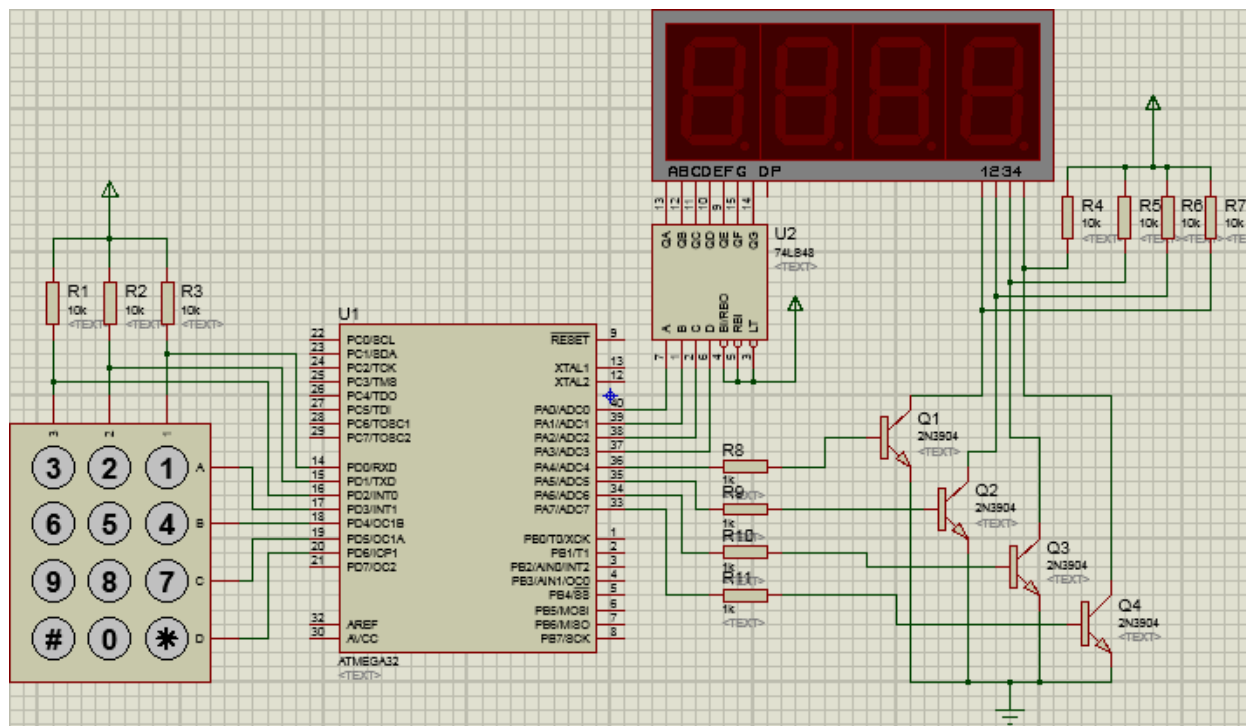 ABCDEFG DP
1234
13
12
11
10
9
15
14
QA
QB
QC
QD
QE
QF
QG
U2
74LS48
<TEXT>
A
B
C
D
BI/RBO
RBI
LT
7
1
2
6
4
5
3
R4
10k
<TEXT>
R5
10k
<TEXT>
R6
10k
<TEXT>
R7
10k
R1
10k
<TEXT>
R2
10k
<TEXT>
R3
10k
<TEXT>
3
2
1
3 2 1 A
6 5 4 B
9 8 7 C
# 0 * D
U1
22 PC0/SCL
23 PC1/SDA
24 PC2/TCK
25 PC3/TMS
26 PC4/TDO
27 PC5/TDI
28 PC6/TOSC1
29 PC7/TOSC2
14 PD0/RXD
15 PD1/TXD
16 PD2/INT0
17 PD3/INT1
18 PD4/OC1B
19 PD5/OC1A
20 PD6/ICP1
21 PD7/OC2
32 AREF
30 AVCC
RESET 9
XTAL1 13
XTAL2 12
PA0/ADC0 40
PA1/ADC1 39
PA2/ADC2 38
PA3/ADC3 37
PA4/ADC4 36
PA5/ADC5 35
PA6/ADC6 34
PA7/ADC7 33
PB0/T0/XCK 1
PB1/T1 2
PB2/AIN0/INT2 3
PB3/AIN1/OC0 4
PB4/SS 5
PB5/MOSI 6
PB6/MISO 7
PB7/SCK 8
ATMEGA32
<TEXT>
R8
1k
R9
1k
R10
1k
R11
1k
<TEXT>
Q1
2N3904
<TEXT>
Q2
2N3904
<TEXT>
Q3
2N3904
<TEXT>
Q4
2N3904
<TEXT>